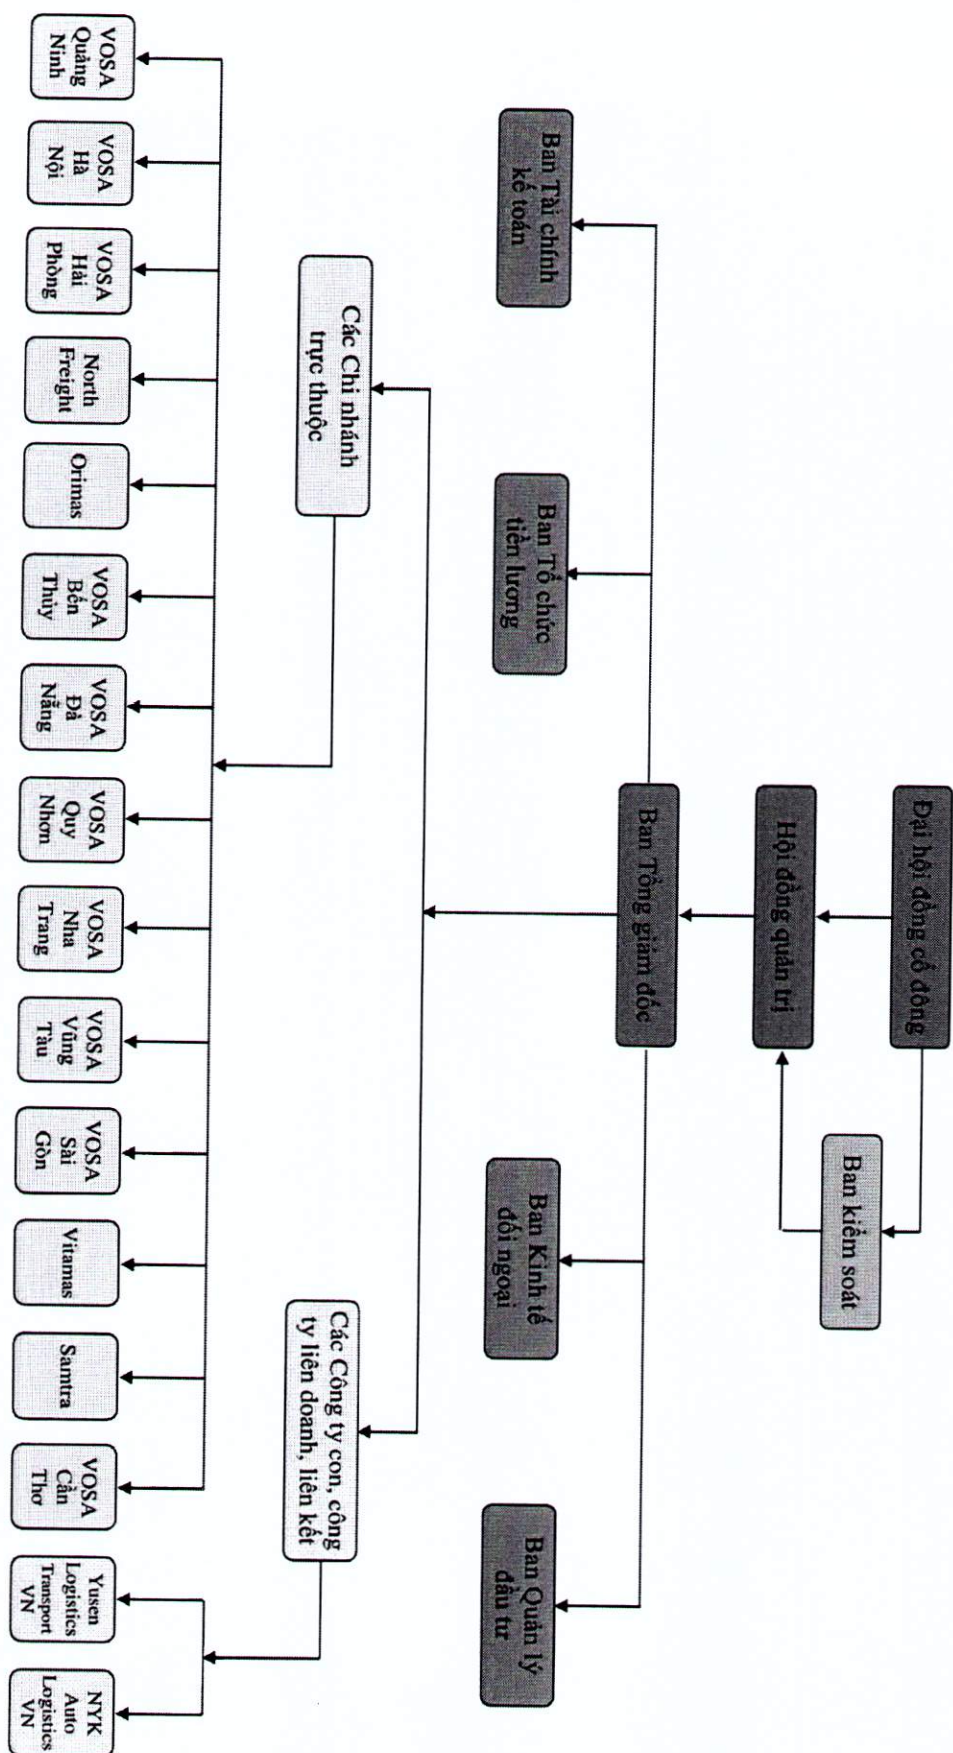 Đại hội đồng cổ đông
Ban kiểm soát
Hội đồng quản trị
Ban Tổng giám đốc
Ban Tài chính
kế toán
Ban Tổ chức
tiền lương
Ban Kinh tế
đối ngoại
Ban Quản lý
đầu tư
Các Chi nhánh
trực thuộc
Các Công ty con, công
ty liên doanh, liên kết
VOSA
Quảng
Ninh
VOSA
Hà
Nội
VOSA
Hải
Phòng
North
Freight
Orimas
VOSA
Bến
Thủy
VOSA
Đà
Nẵng
VOSA
Quy
Nhơn
VOSA
Nha
Trang
VOSA
Vũng
Tàu
VOSA
Sài
Gòn
Vitamas
Samtra
VOSA
Cần
Thơ
Yusen
Logistics
Transport
VN
NYK
Auto
Logistics
VN